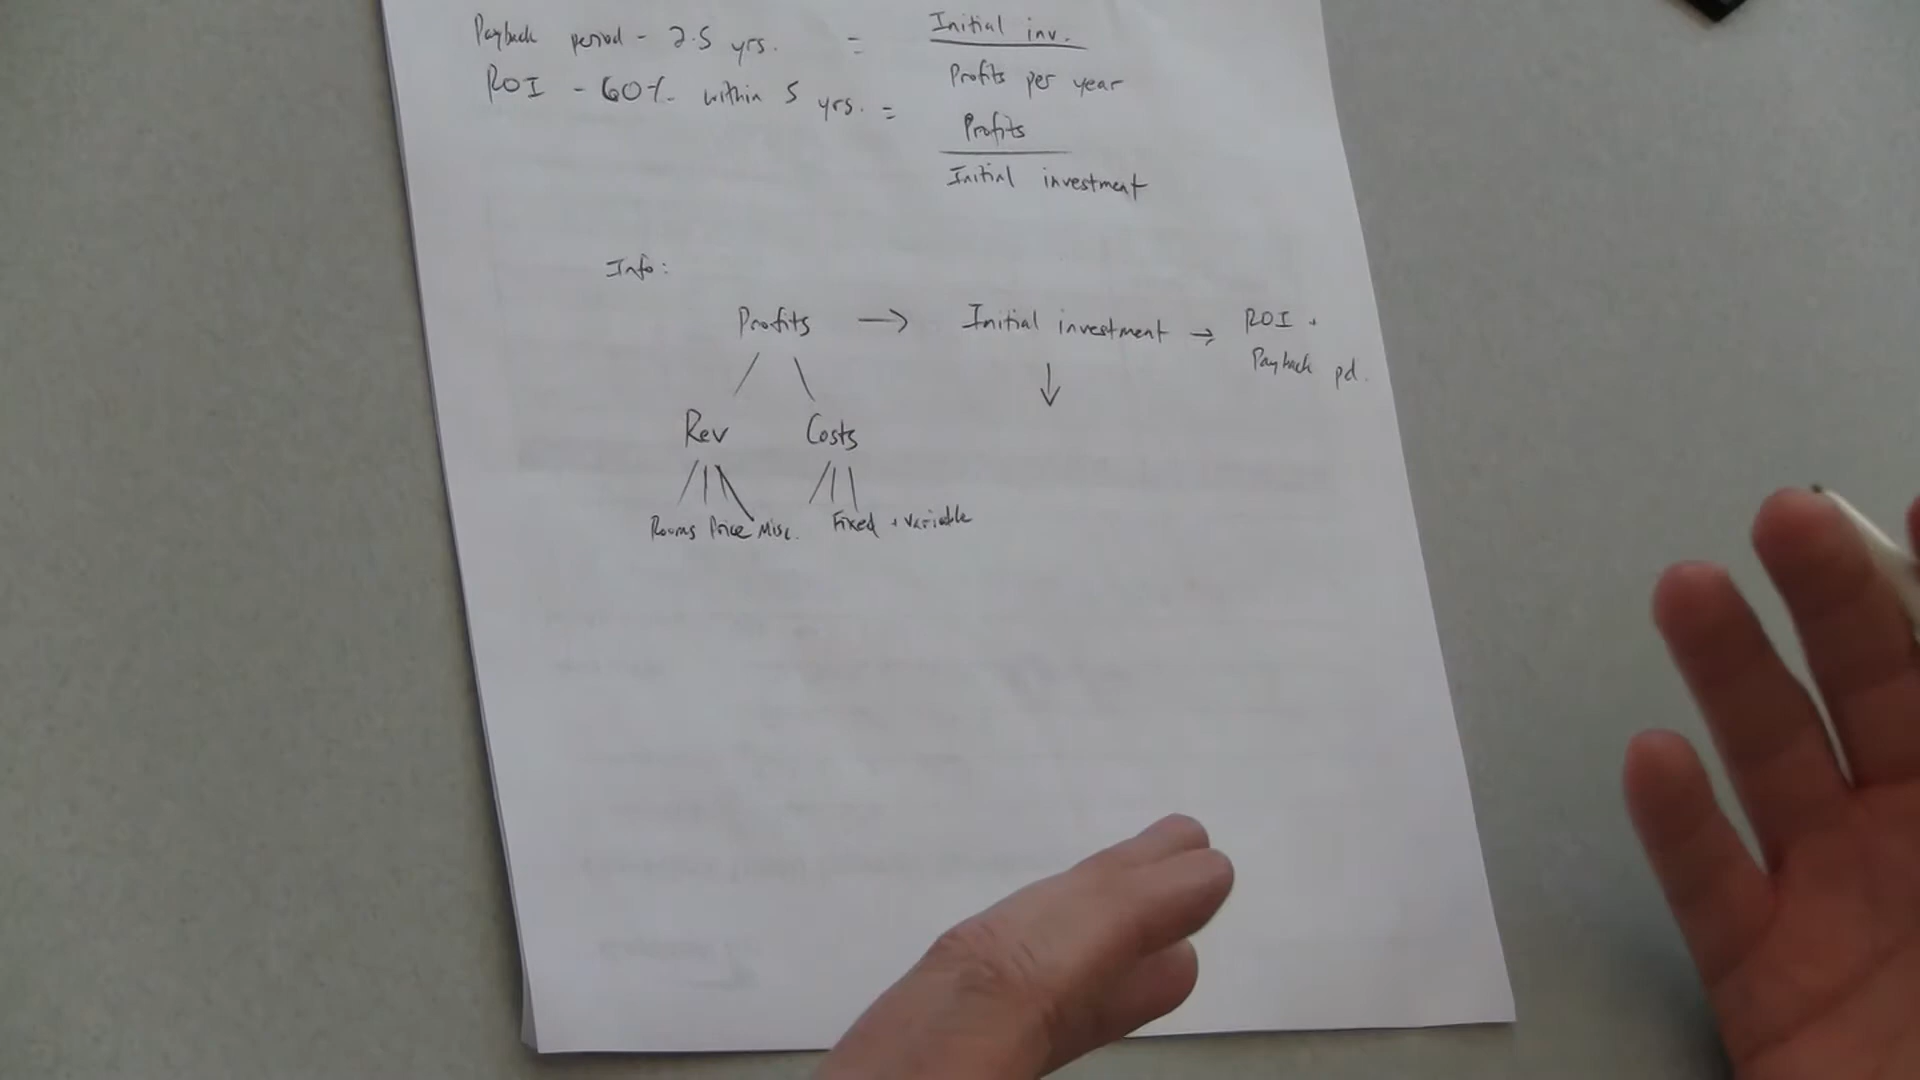 Payback period - 2.5 yrs. = Initial inv.
Profits per year
ROI - 60% within 5 yrs. = Profits
Initial investment
Info:
Profits → Initial investment → ROI +
Payback pd.
↓
Rev Costs
Rooms Price Misc. Fixed + variable